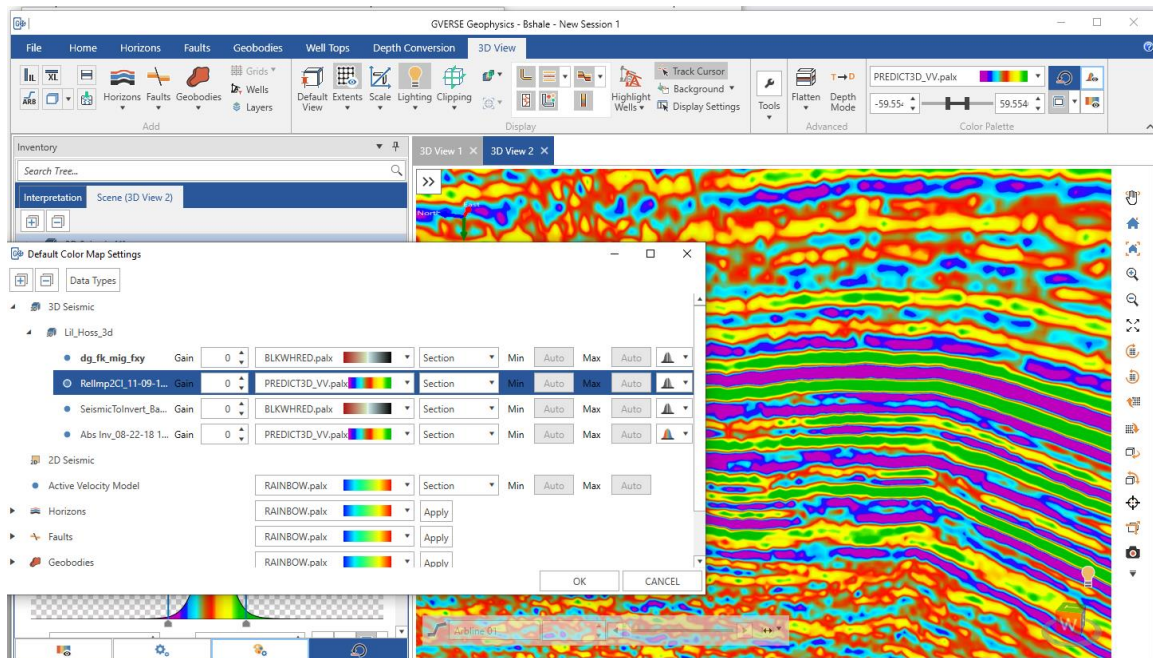 GVERSE Geophysics - Bshale - New Session 1
File Home Horizons Faults Geobodies Well Tops Depth Conversion 3D View
IL XL
ARB
Horizons Faults Geobodies
Grids
Wells
Layers
Add
Default View Extents Scale Lighting Clipping
Highlight Wells
Track Cursor
Background
Display Settings
Display
Tools
Flatten
T→D
Depth Mode
Advanced
PREDICT3D_VV.palx
-59.554 59.554
Color Palette
Inventory
Search Tree...
Interpretation Scene (3D View 2)
3D View 1 3D View 2
North
Default Color Map Settings
Data Types
3D Seismic
Lil_Hoss_3d
dg_fk_mig_fxy Gain 0 BLKWHRED.palx Section Min Auto Max Auto
RelImp2CI_11-09-1... Gain 0 PREDICT3D_VV.palx Section Min Auto Max Auto
SeismicToInvert_Ba... Gain 0 BLKWHRED.palx Section Min Auto Max Auto
Abs Inv_08-22-18 1... Gain 0 PREDICT3D_VV.palx Section Min Auto Max Auto
2D Seismic
Active Velocity Model RAINBOW.palx Section Min Auto Max Auto
Horizons RAINBOW.palx Apply
Faults RAINBOW.palx Apply
Geobodies RAINBOW.palx Apply
OK CANCEL
Arbline 01
W